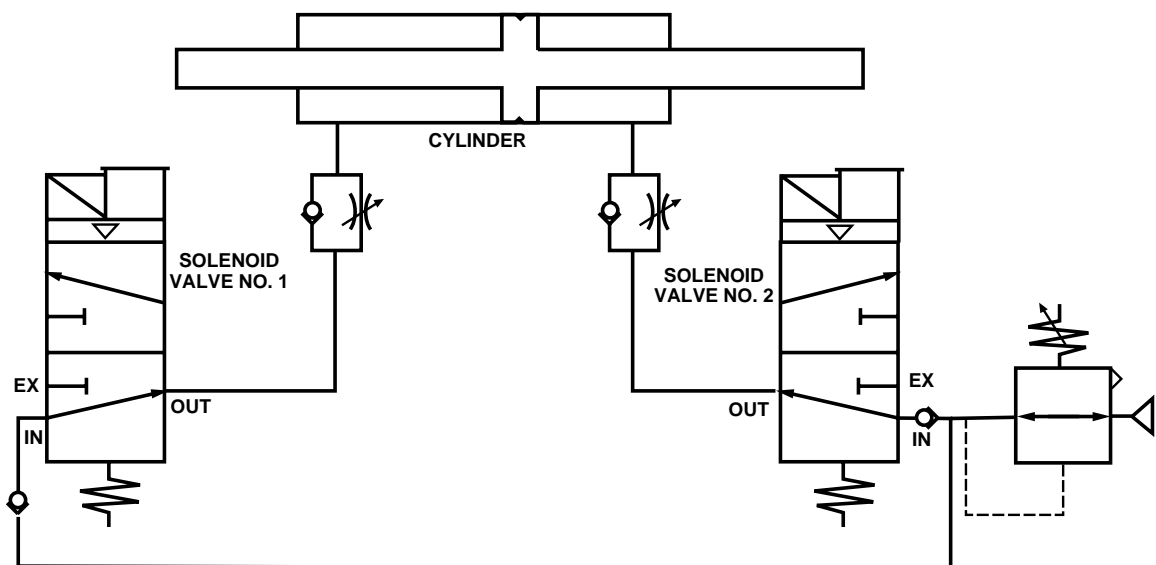 CYLINDER
SOLENOID
VALVE NO. 1
SOLENOID
VALVE NO. 2
EX
OUT
IN
EX
OUT
IN